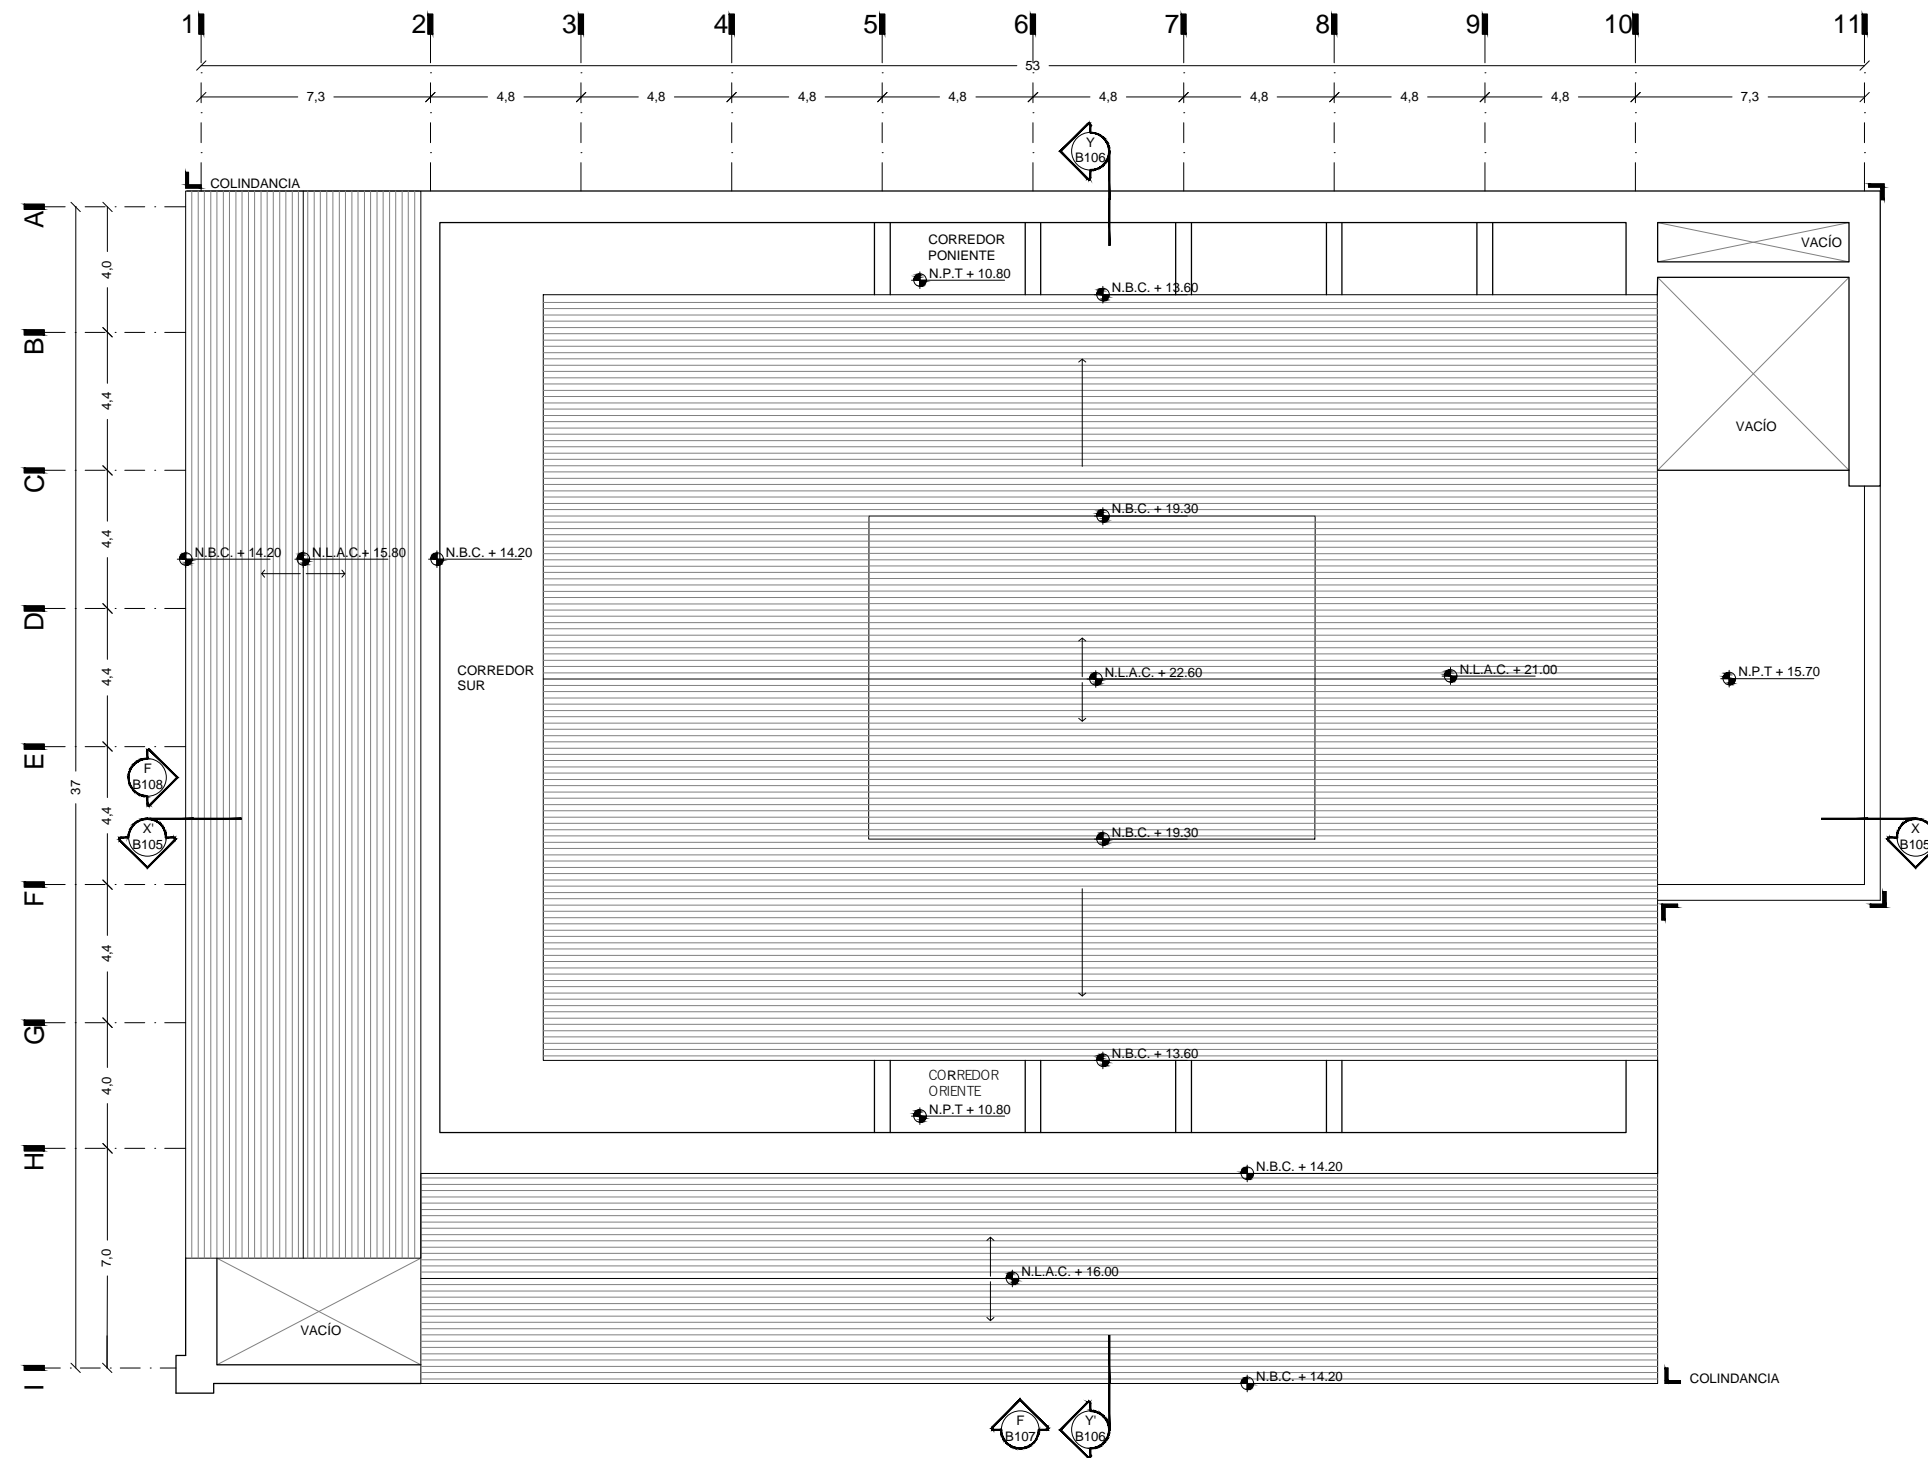 1 2 3 4 5 6 7 8 9 10 11
53
7,3 4,8 4,8 4,8 4,8 4,8 4,8 4,8 4,8 7,3
Y
B106
COLINDANCIA
A
B
C
D
E
F
G
H
I
4,0
4,4
4,4
4,4
4,4
4,4
4,0
7,0
37
CORREDOR
PONIENTE
N.P.T + 10.80
N.B.C. + 13.60
VACÍO
VACÍO
N.B.C. + 19.30
N.B.C. + 14.20
N.L.A.C.+ 15.80
N.B.C. + 14.20
CORREDOR
SUR
N.L.A.C. + 22.60
N.L.A.C. + 21.00
N.P.T + 15.70
F
B108
X'
B105
N.B.C. + 19.30
X
B105
N.B.C. + 13.60
CORREDOR
ORIENTE
N.P.T + 10.80
N.B.C. + 14.20
N.L.A.C. + 16.00
VACÍO
N.B.C. + 14.20
COLINDANCIA
F
B107
Y'
B106